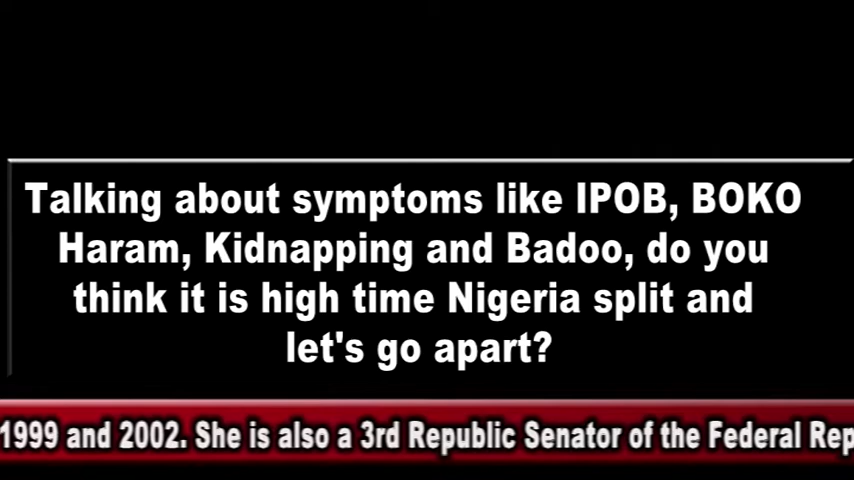 Talking about symptoms like IPOB, BOKO
Haram, Kidnapping and Badoo, do you
think it is high time Nigeria split and
let's go apart?
1999 and 2002. She is also a 3rd Republic Senator of the Federal Rep